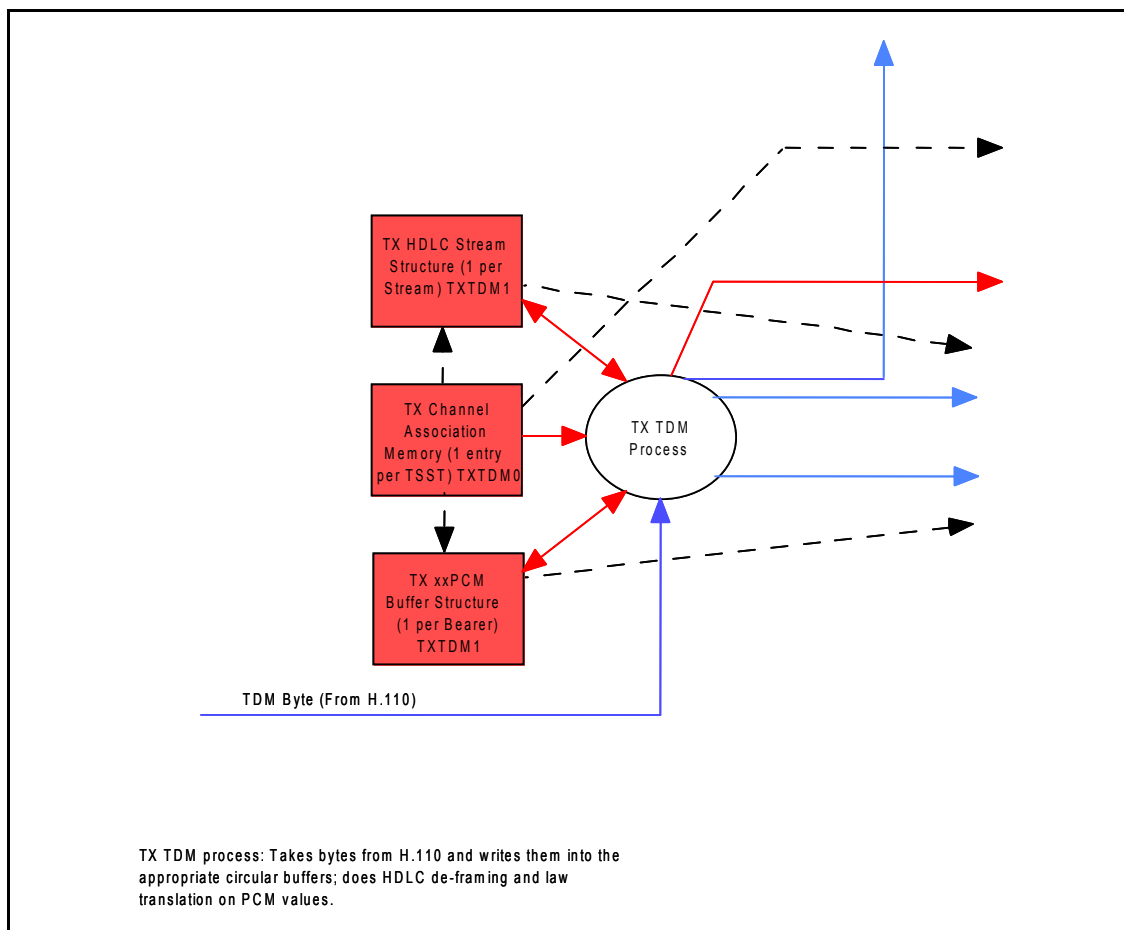 TX HDLC Stream
Structure (1 per
Stream) TXTDM1
TX Channel
Association
Memory (1 entry
per TSST) TXTDM0
TX TDM
Process
TX xxPCM
Buffer Structure
(1 per Bearer)
TXTDM1
TDM Byte (From H.110)
TX TDM process: Takes bytes from H.110 and writes them into the
appropriate circular buffers; does HDLC de-framing and law
translation on PCM values.